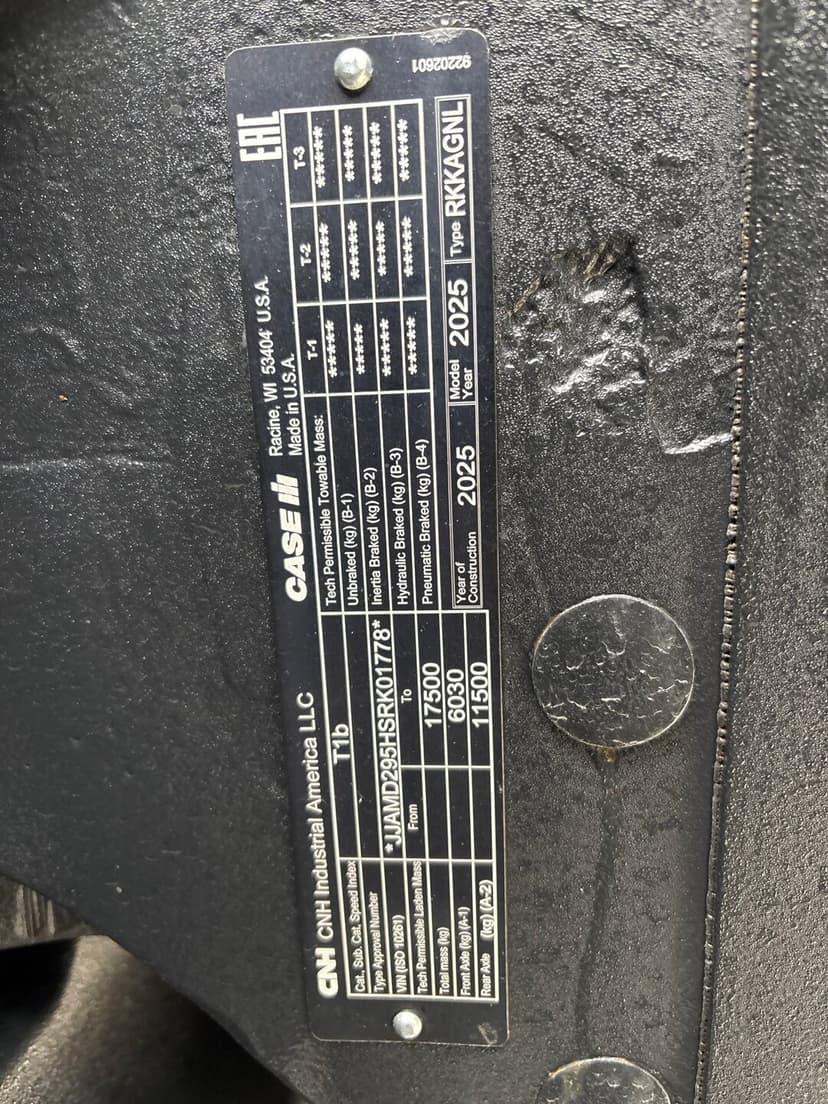 CNH CNH Industrial America LLC CASE IH Racine, WI 53404 U.S.A.
Made in U.S.A.
EAC
Cat., Sub. Cat. Speed Index T1b
Type Approval Number
VIN (ISO 10261) *JJAMD295HSRK01778*
Tech Permissible Laden Mass From To
Total mass (kg) 17500
Front Axle (kg) (A-1) 6030
Rear Axle (kg) (A-2) 11500
Tech Permissible Towable Mass: T-1 T-2 T-3
Unbraked (kg) (B-1) ***** ***** *****
Inertia Braked (kg) (B-2) ***** ***** *****
Hydraulic Braked (kg) (B-3) ***** ***** *****
Pneumatic Braked (kg) (B-4) ***** ***** *****
Year of Construction 2025 Model Year 2025 Type RKKAGNL
92202601